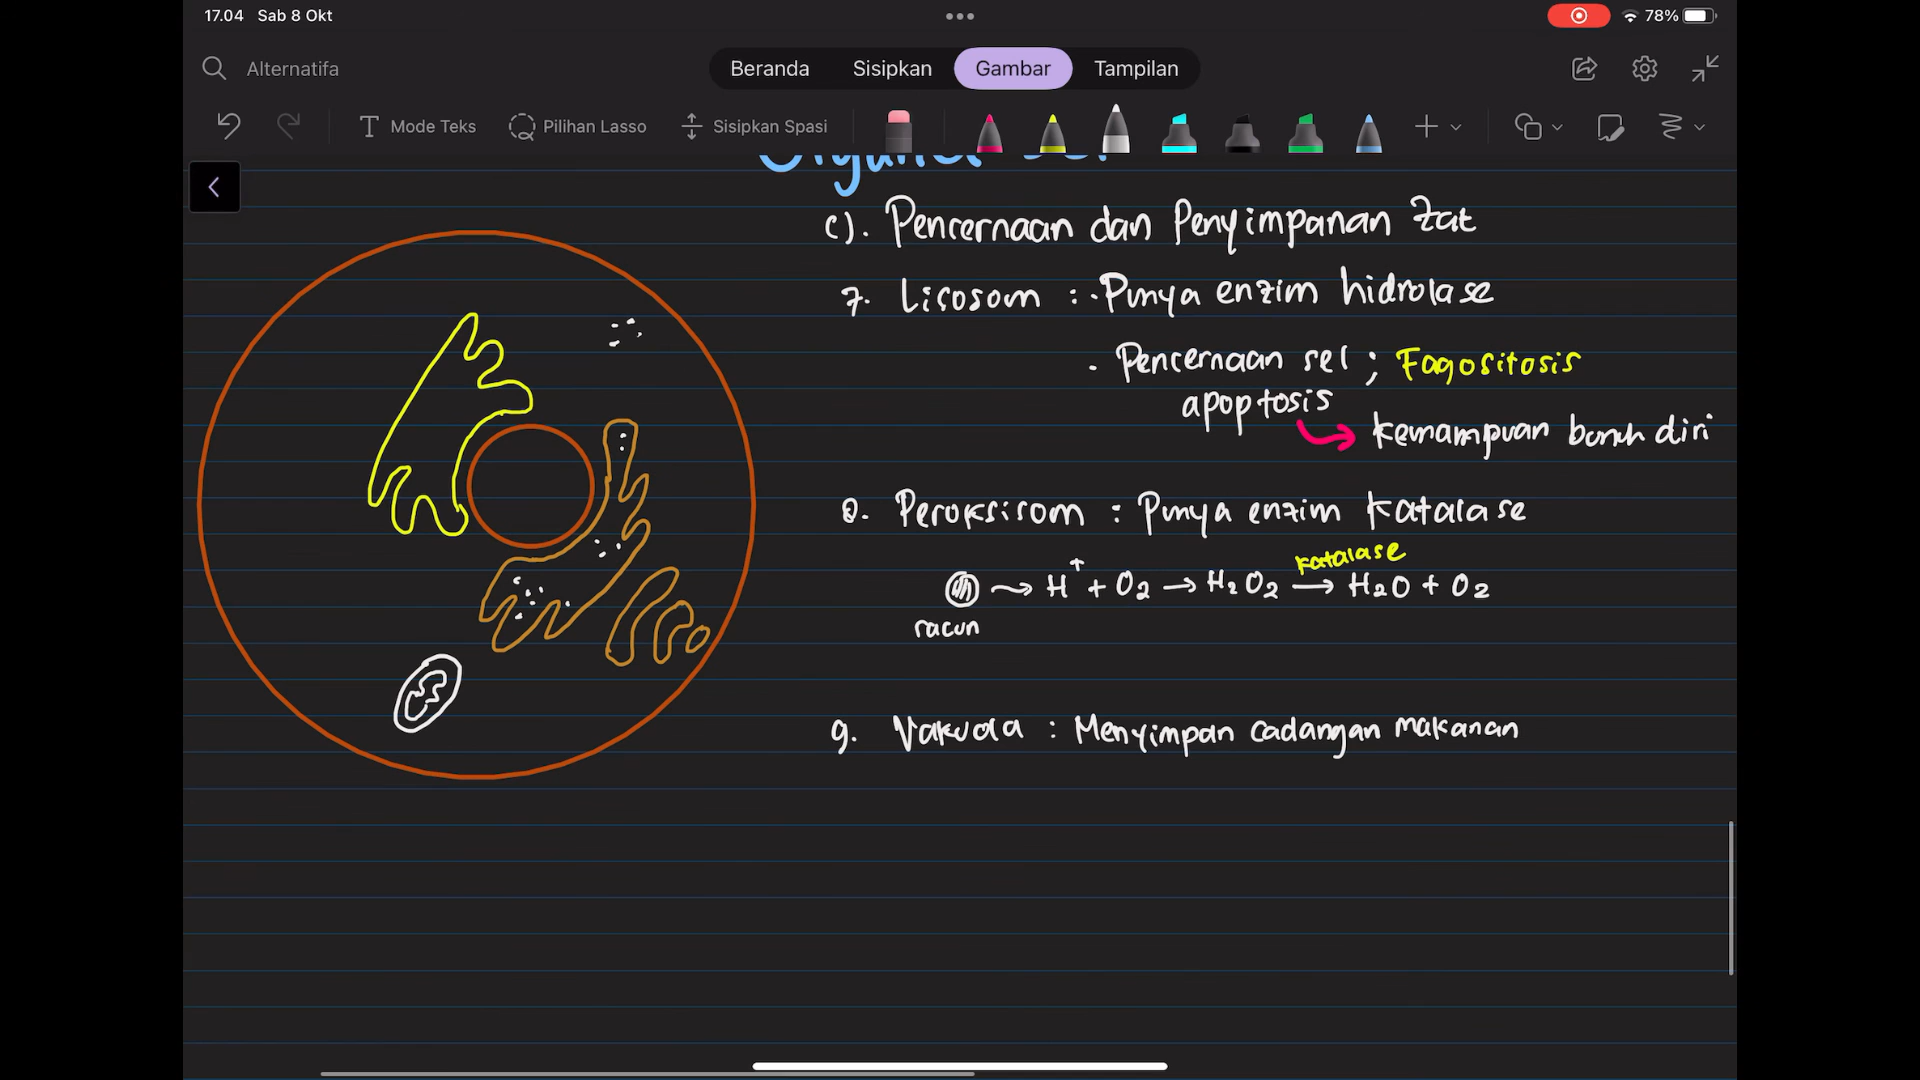 17.04 Sab 8 Okt
78%
Alternatifa
Beranda Sisipkan Gambar Tampilan
Mode Teks Pilihan Lasso Sisipkan Spasi
c). Pencernaan dan Penyimpanan Zat
7. Lisosom : • Punya enzim hidrolase
• Pencernaan sel ; Fagositosis
apoptosis
kemampuan bunuh diri
8. Peroksisom : Punya enzim katalase
katalase
→ H⁺ + O₂ → H₂O₂ → H₂O + O₂
racun
9. Vakuola : Menyimpan cadangan makanan